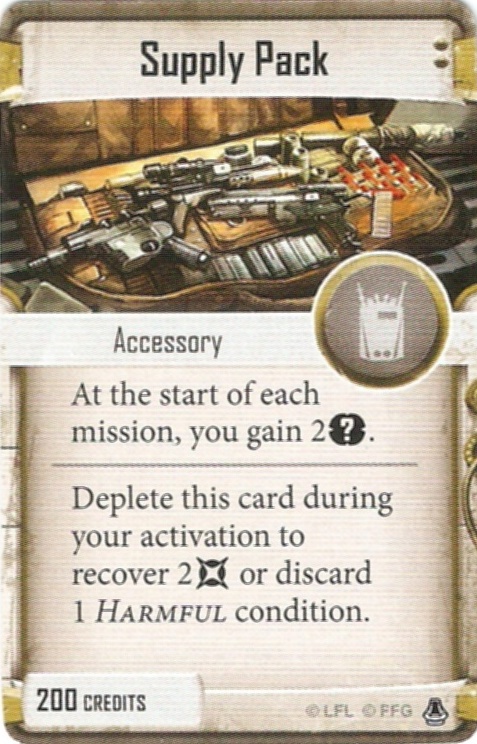 Supply Pack
Accessory
At the start of each
mission, you gain 2?.
Deplete this card during
your activation to
recover 2 or discard
1 HARMFUL condition.
200 CREDITS
© LFL © FFG